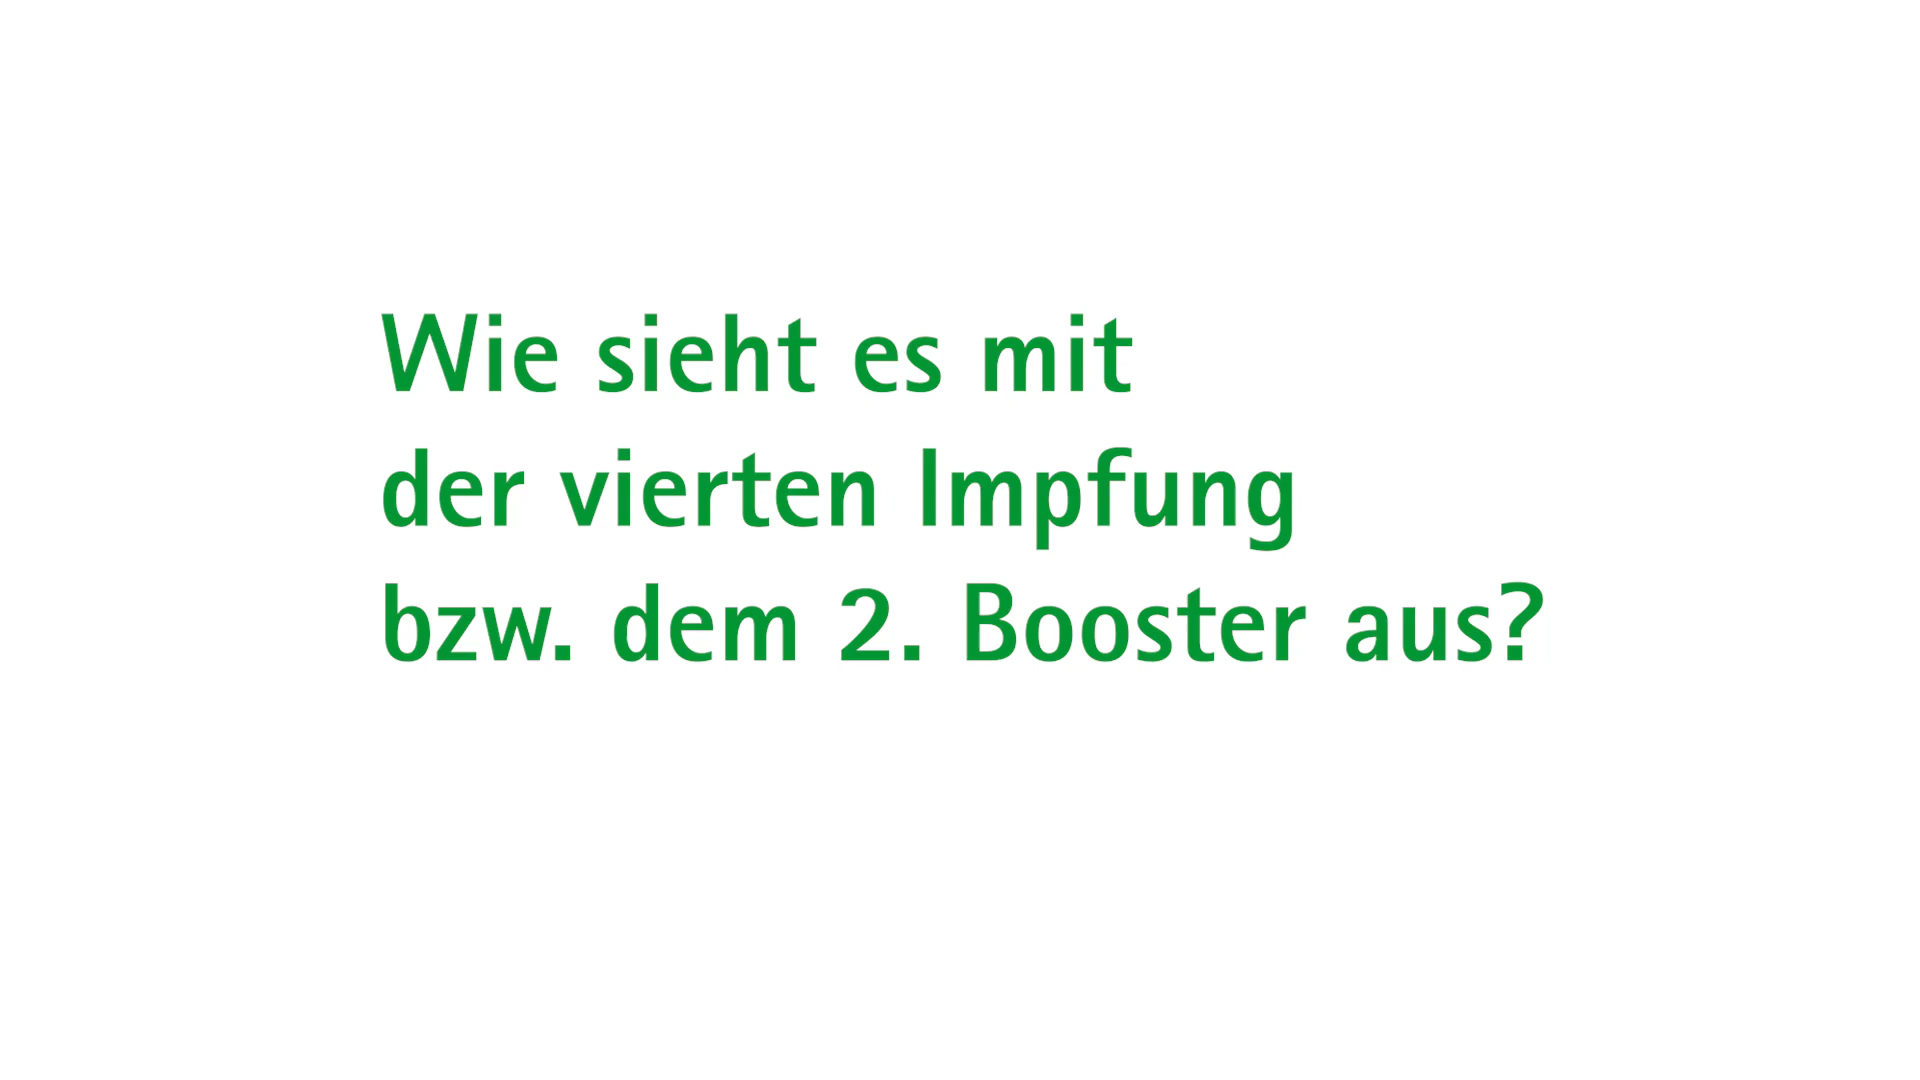 Wie sieht es mit
der vierten Impfung
bzw. dem 2. Booster aus?